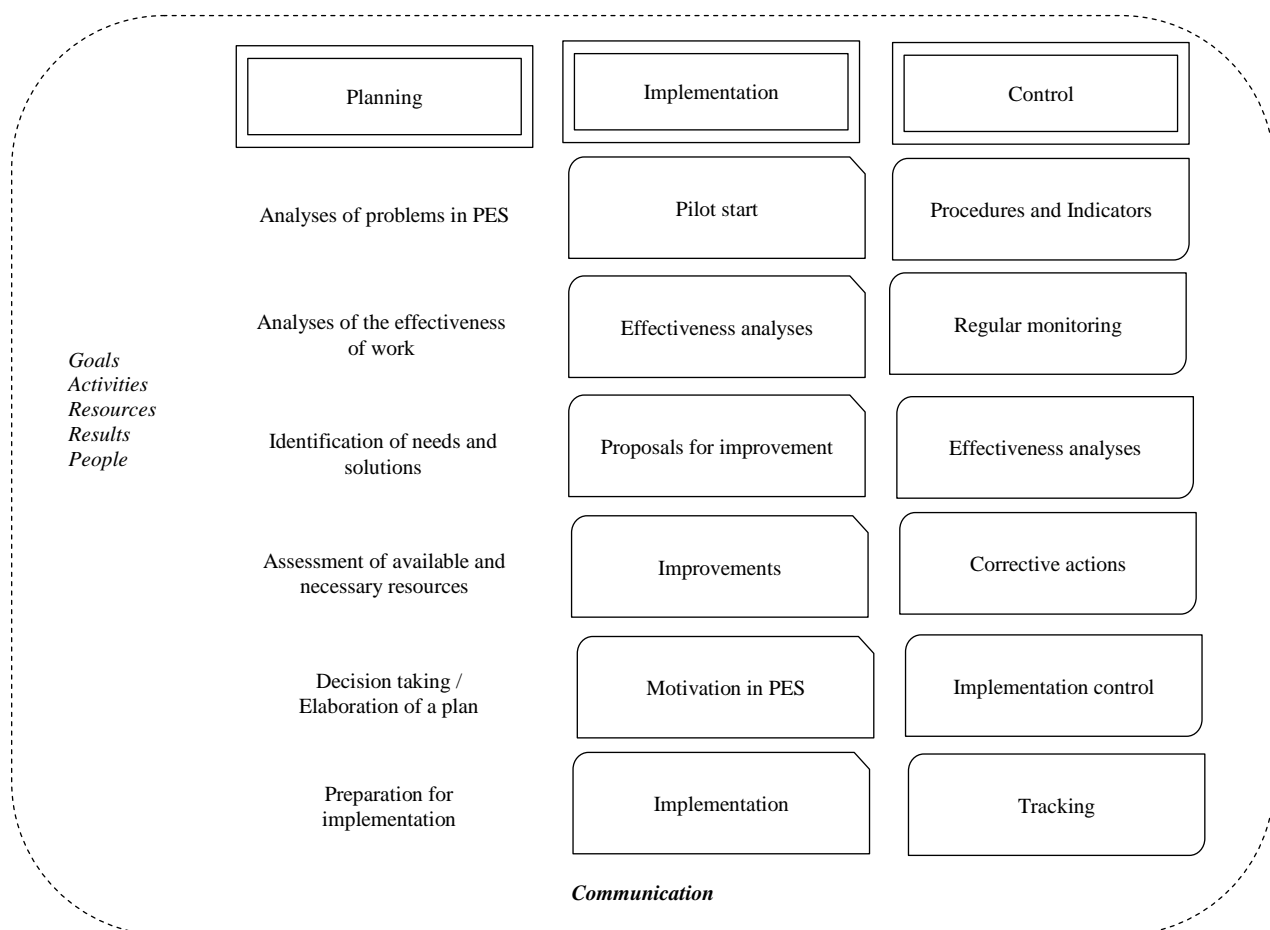 Planning
Implementation
Control
Analyses of problems in PES
Pilot start
Procedures and Indicators
Analyses of the effectiveness
of work
Effectiveness analyses
Regular monitoring
Goals
Activities
Resources
Results
People
Identification of needs and
solutions
Proposals for improvement
Effectiveness analyses
Assessment of available and
necessary resources
Improvements
Corrective actions
Decision taking /
Elaboration of a plan
Motivation in PES
Implementation control
Preparation for
implementation
Implementation
Tracking
Communication